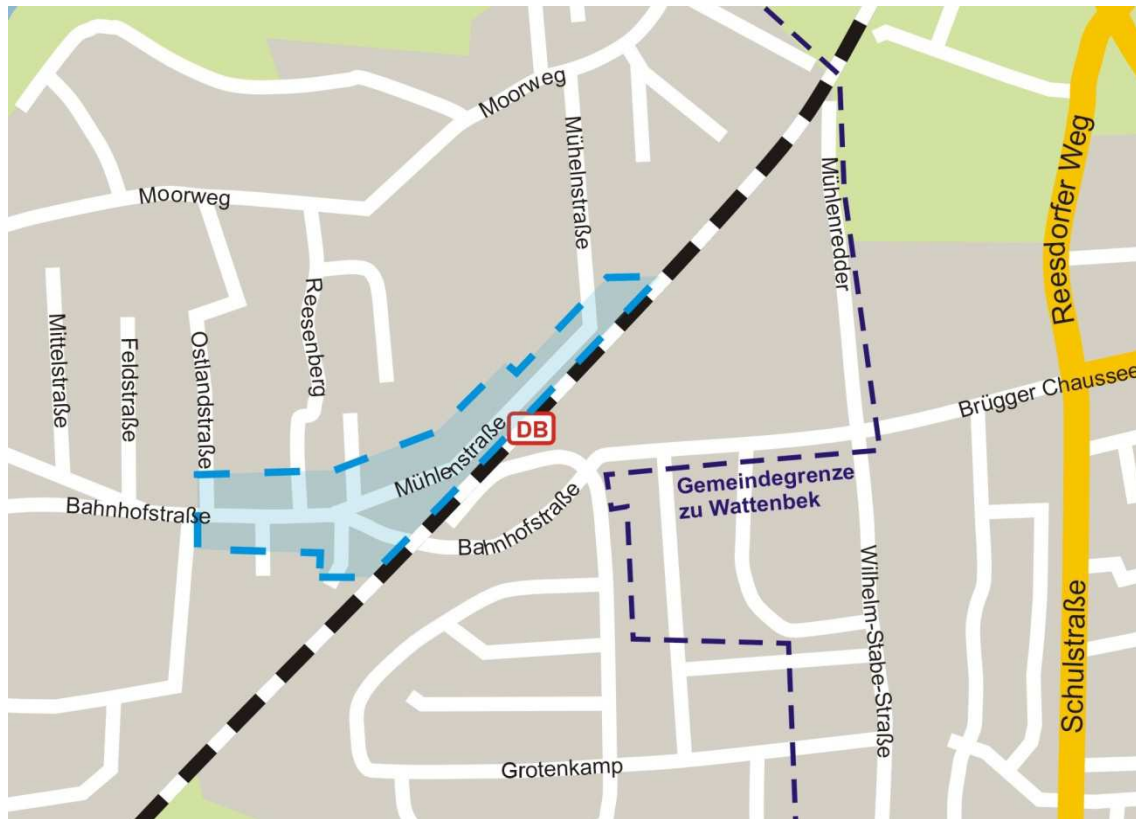 Moorweg
Mühelnstraße
Reesdorfer Weg
Moorweg
Mühlenredder
Reesenberg
Mittelstraße
Feldstraße
Ostlandstraße
Brügger Chaussee
DB
Mühlenstraße
Bahnhofstraße
Bahnhofstraße
Gemeindegrenze
zu Wattenbek
Wilhelm-Stabe-Straße
Schulstraße
Grotenkamp